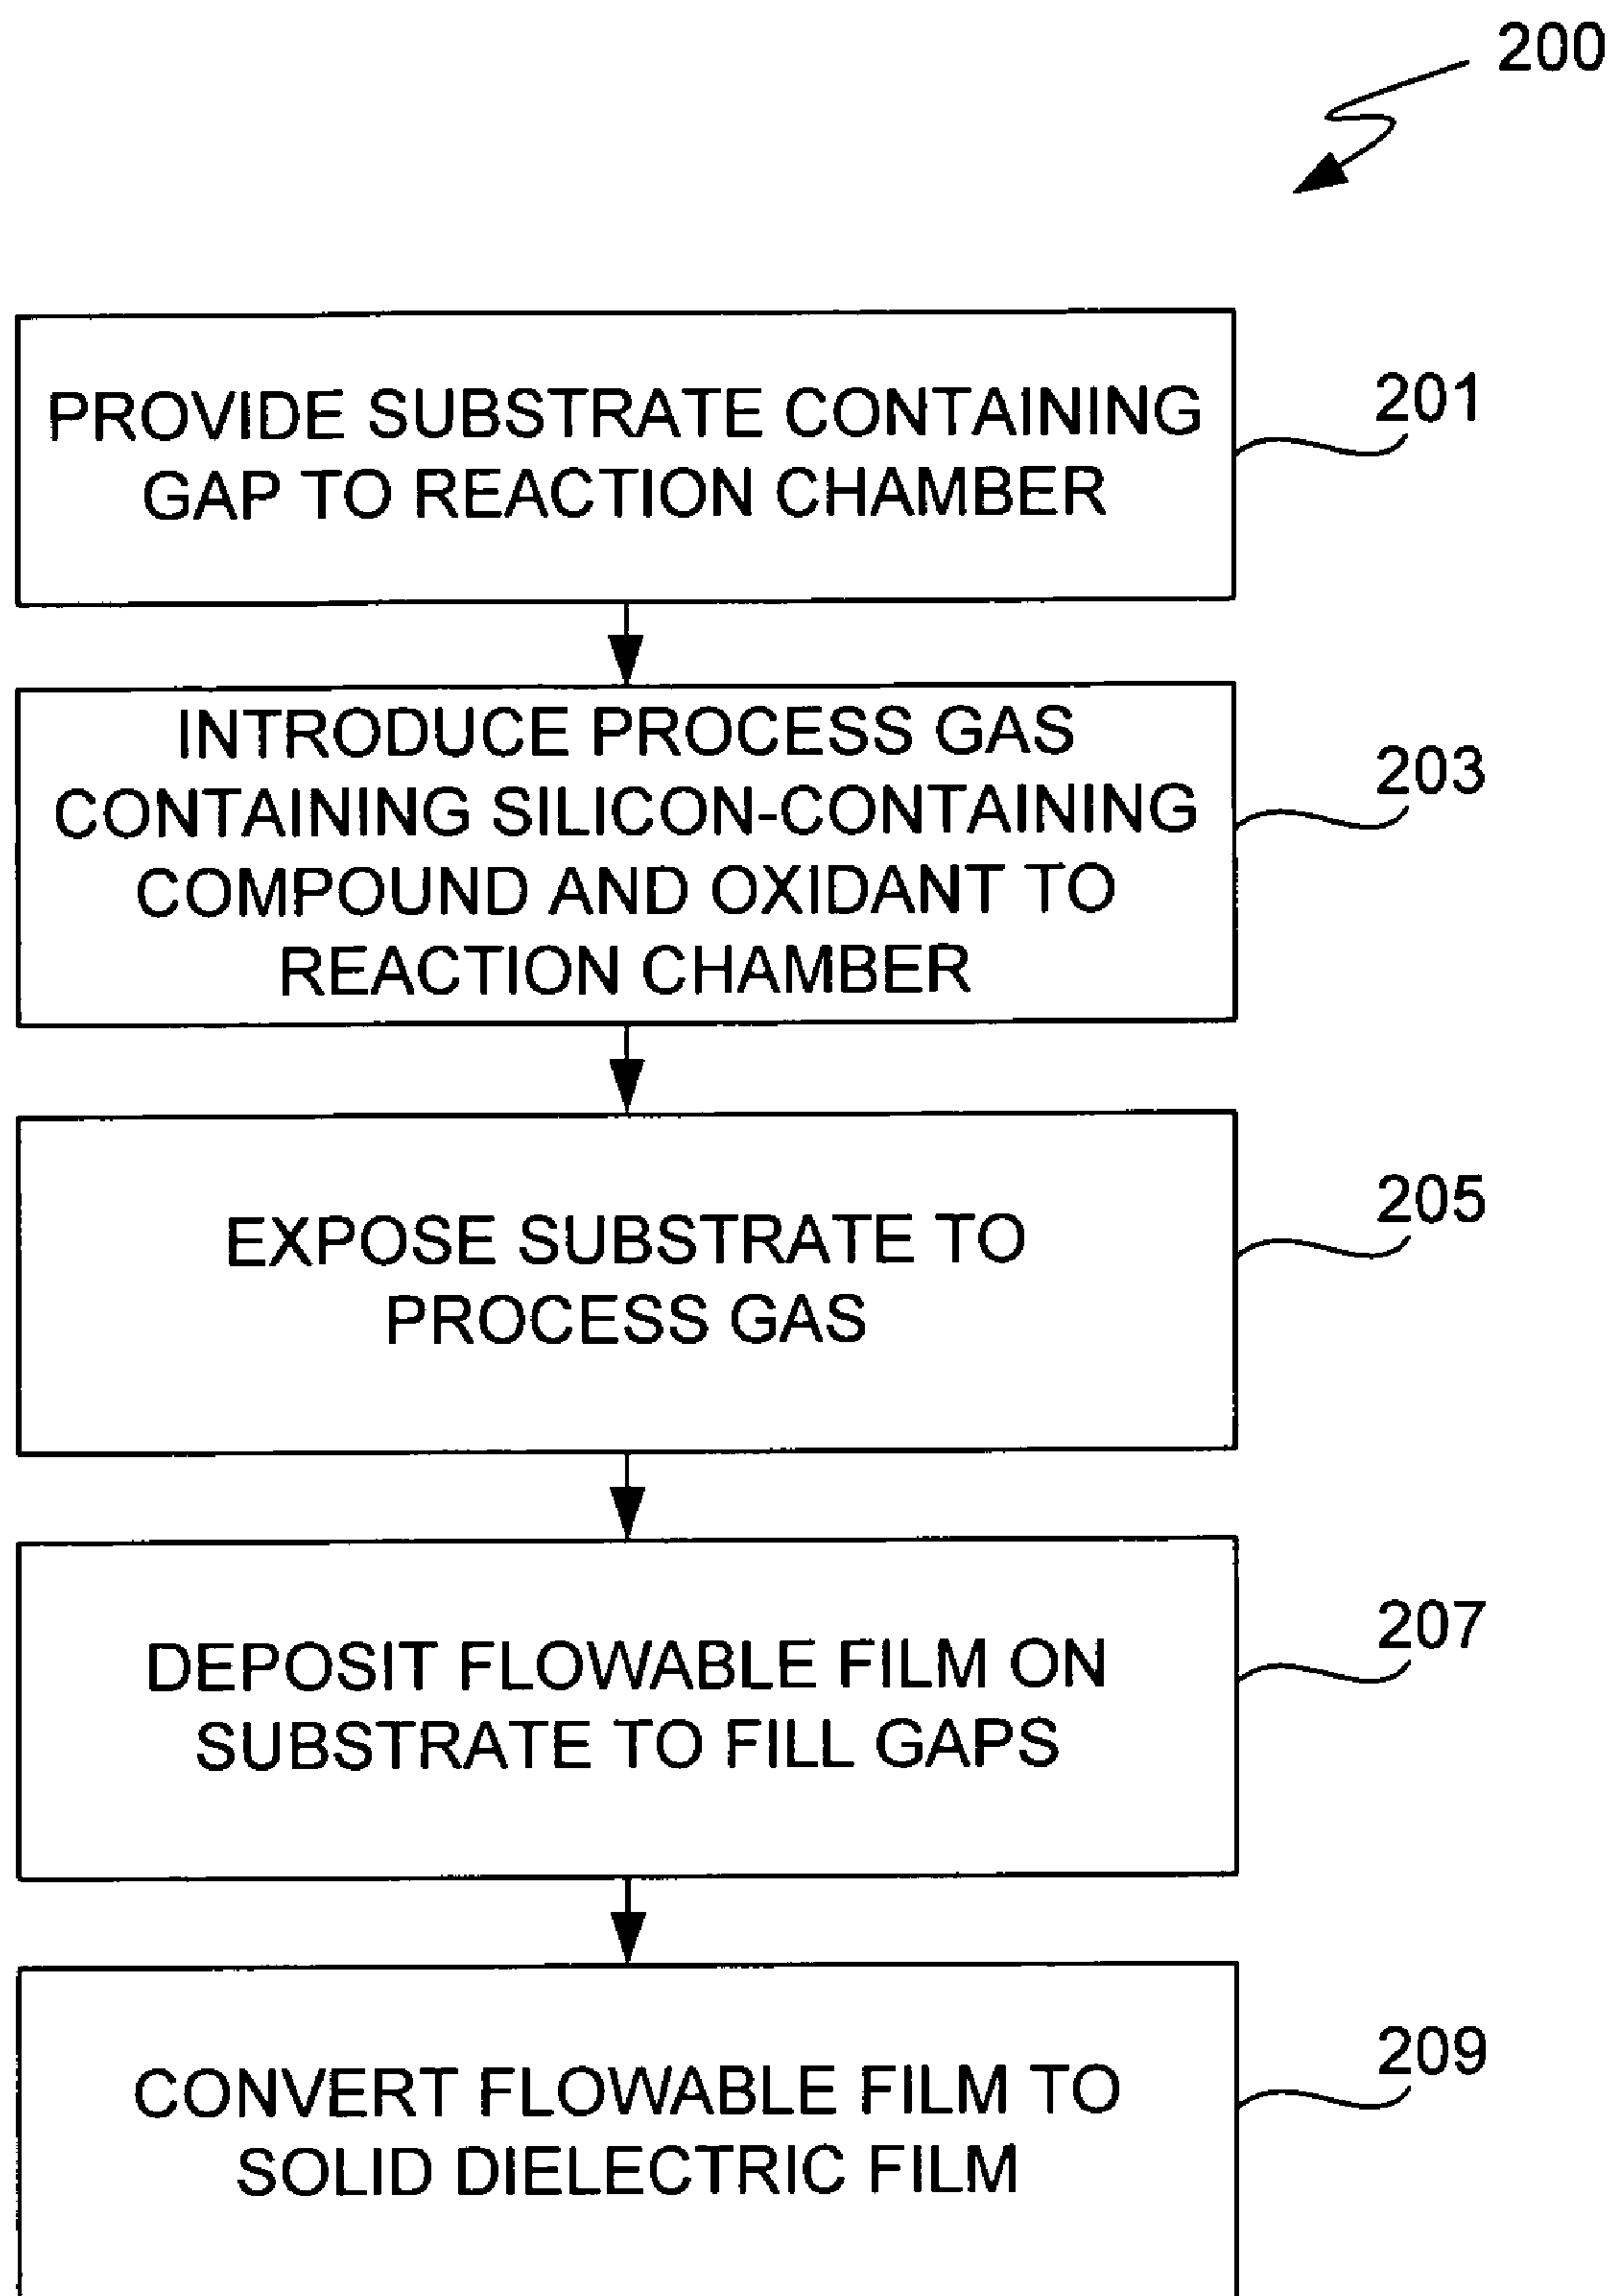 200
PROVIDE SUBSTRATE CONTAINING
GAP TO REACTION CHAMBER
201
INTRODUCE PROCESS GAS
CONTAINING SILICON-CONTAINING
COMPOUND AND OXIDANT TO
REACTION CHAMBER
203
EXPOSE SUBSTRATE TO
PROCESS GAS
205
DEPOSIT FLOWABLE FILM ON
SUBSTRATE TO FILL GAPS
207
CONVERT FLOWABLE FILM TO
SOLID DIELECTRIC FILM
209